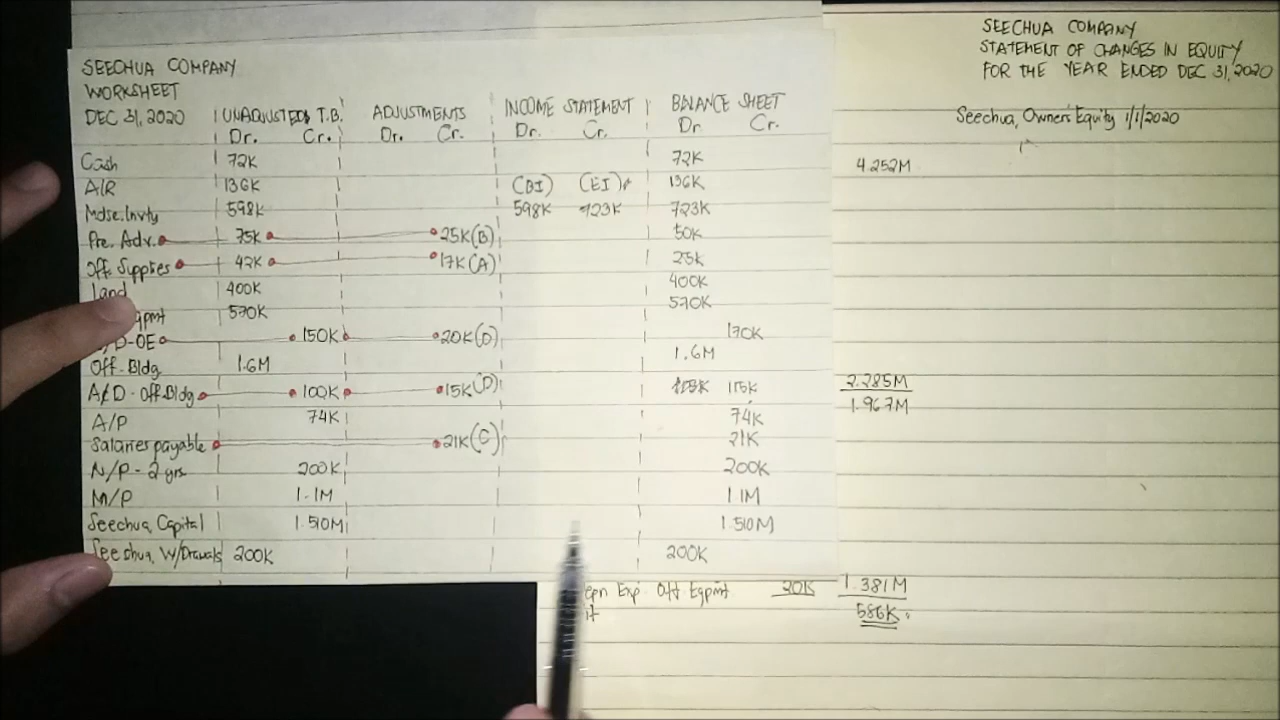 SEECHUA COMPANY
WORKSHEET
DEC 31, 2020 UNADJUSTED T.B. ADJUSTMENTS INCOME STATEMENT BALANCE SHEET
Dr. Cr. Dr. Cr. Dr. Cr. Dr. Cr.
Cash 72K 72K
A/R 136K (BI) (EI) 136K
Mdse. Invty 598K 598K 723K 723K
Pre. Adv. 75K 25K(B) 50K
Off. Supplies 42K 17K(A) 25K
Land 400K 400K
570K 570K
D-OE 150K 20K(D) 170K
Off. Bldg 1.6M 1.6M
A/D - Off. Bldg 100K 15K(D) 115K
A/P 74K 74K
Salaries payable 21K(C) 21K
N/P - 2 yrs 200K 200K
M/P 1.1M 1.1M
Seechua, Capital 1.510M 1.510M
Seechua, W/Drawals 200K 200K
4.252M
2.285M
1.967M
epn Exp. Off. Eqpmt 20K 1.381M
it 586K
SEECHUA COMPANY
STATEMENT OF CHANGES IN EQUITY
FOR THE YEAR ENDED DEC 31, 2020
Seechua, Owner's Equity 1/1/2020